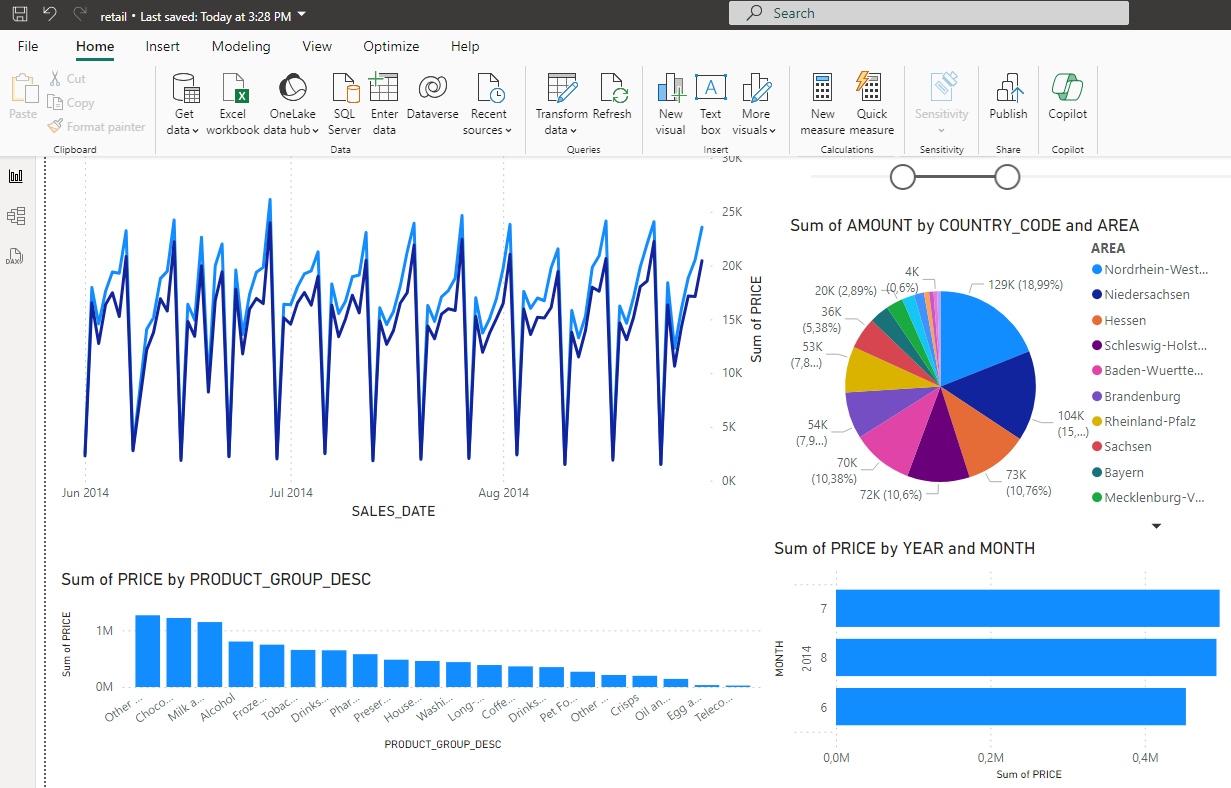 retail • Last saved: Today at 3:28 PM
Search
File Home Insert Modeling View Optimize Help
Paste
Cut
Copy
Format painter
Clipboard
Get data
Excel workbook
OneLake data hub
SQL Server
Enter data
Dataverse
Recent sources
Data
Transform data
Refresh
Queries
New visual
Text box
More visuals
Insert
New measure
Quick measure
Calculations
Sensitivity
Sensitivity
Publish
Share
Copilot
Copilot
DAX
30K
25K
20K
15K
10K
5K
0K
Sum of PRICE
Jun 2014
Jul 2014
Aug 2014
SALES_DATE
Sum of AMOUNT by COUNTRY_CODE and AREA
129K (18,99%)
104K
(15,...)
73K
(10,76%)
72K (10,6%)
70K
(10,38%)
54K
(7,9...)
53K
(7,8...)
36K
(5,38%)
20K (2,89%)
4K
(0,6%)
AREA
Nordrhein-West...
Niedersachsen
Hessen
Schleswig-Holst...
Baden-Wuertte...
Brandenburg
Rheinland-Pfalz
Sachsen
Bayern
Mecklenburg-V...
Sum of PRICE by PRODUCT_GROUP_DESC
Sum of PRICE
1M
0M
Other ...
Choco...
Milk a...
Alcohol
Froze...
Tobac...
Drinks...
Phar...
Preser...
House...
Washi...
Long-...
Coffe...
Drinks...
Pet Fo...
Other ...
Crisps
Oil an...
Egg a...
Teleco...
PRODUCT_GROUP_DESC
Sum of PRICE by YEAR and MONTH
MONTH
2014
7
8
6
0,0M
0,2M
0,4M
Sum of PRICE